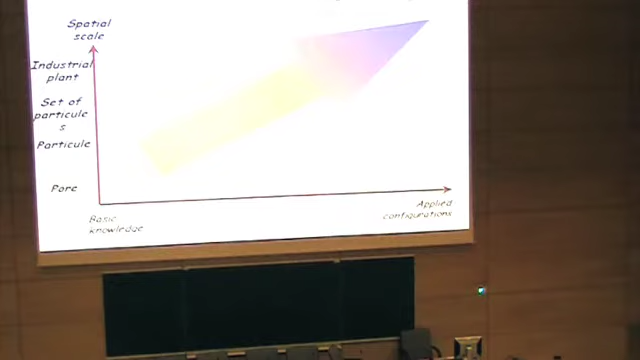 Spatial
scale
Industrial
plant
Set of
particule
s
Particule
Pore
Basic
knowledge
Applied
configurations